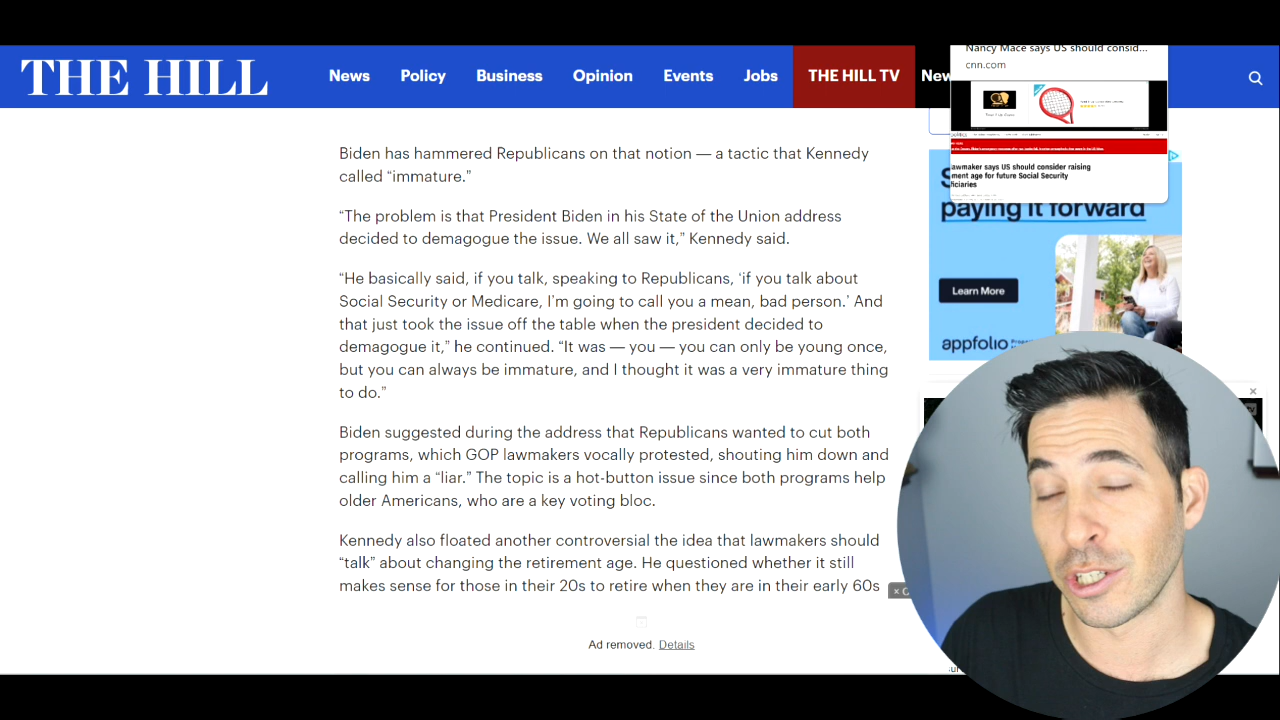 THE HILL
News
Policy
Business
Opinion
Events
Jobs
THE HILL TV
New
Nancy Mace says US should consid...
cnn.com
awmaker says US should consider raising
ment age for future Social Security
ficiaries
Biden has hammered Republicans on that notion — a tactic that Kennedy
called “immature.”
“The problem is that President Biden in his State of the Union address
decided to demagogue the issue. We all saw it,” Kennedy said.
“He basically said, if you talk, speaking to Republicans, ‘if you talk about
Social Security or Medicare, I’m going to call you a mean, bad person.’ And
that just took the issue off the table when the president decided to
demagogue it,” he continued. “It was — you — you can only be young once,
but you can always be immature, and I thought it was a very immature thing
to do.”
Biden suggested during the address that Republicans wanted to cut both
programs, which GOP lawmakers vocally protested, shouting him down and
calling him a “liar.” The topic is a hot-button issue since both programs help
older Americans, who are a key voting bloc.
Kennedy also floated another controversial the idea that lawmakers should
“talk” about changing the retirement age. He questioned whether it still
makes sense for those in their 20s to retire when they are in their early 60s
Ad removed. Details
paying it forward
Learn More
appfolio